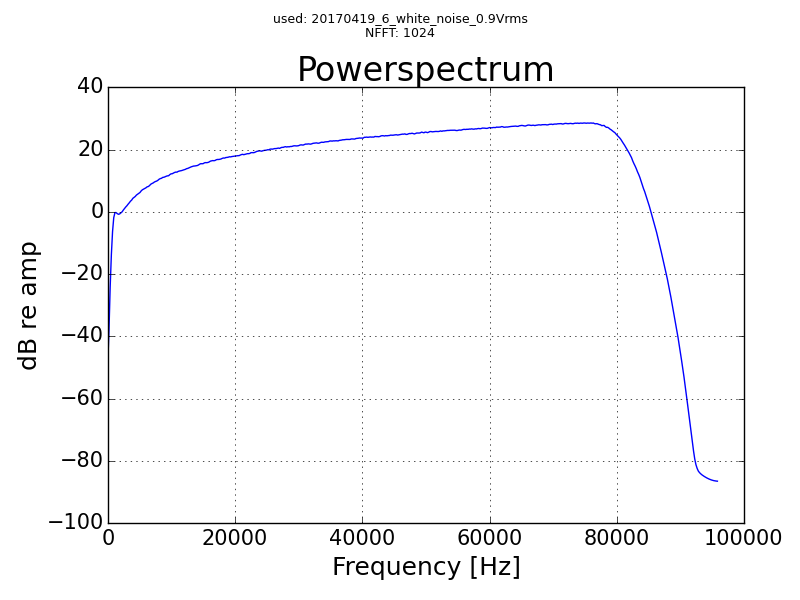 used: 20170419_6_white_noise_0.9Vrms
NFFT: 1024
Powerspectrum
40
20
0
−20
−40
−60
−80
−100
dB re amp
0 20000 40000 60000 80000 100000
Frequency [Hz]